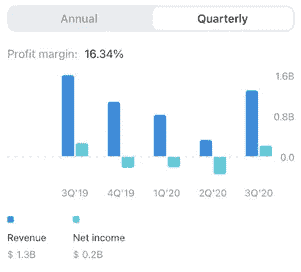 Annual Quarterly
Profit margin: 16.34%
1.6B
0.8B
0.0
3Q'19 4Q'19 1Q'20 2Q'20 3Q'20
Revenue Net income
$ 1.3B $ 0.2B